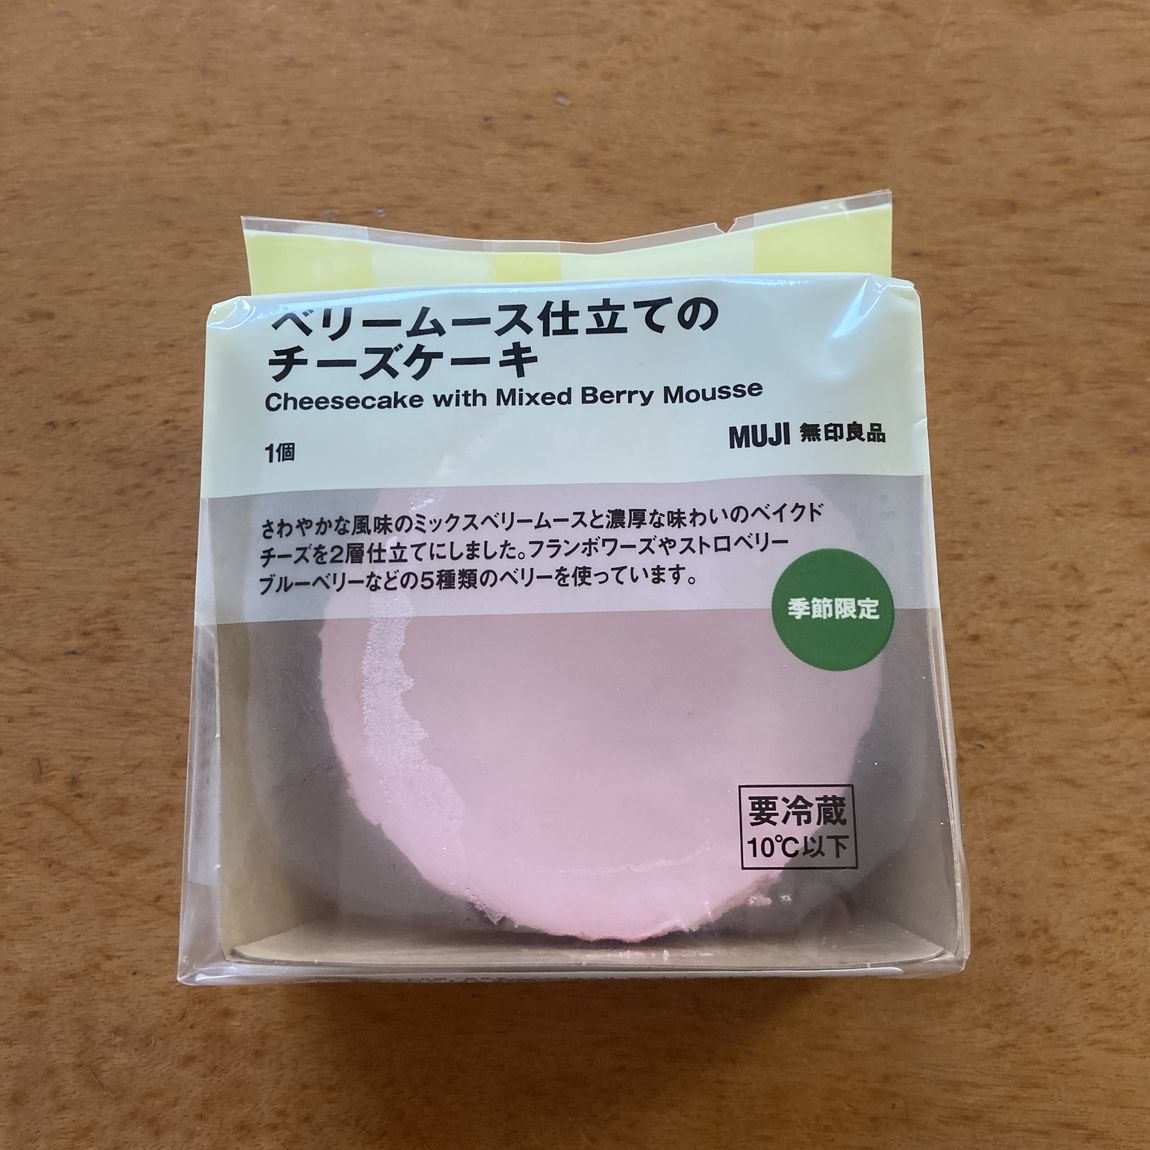 ベリームース仕立ての
チーズケーキ
Cheesecake with Mixed Berry Mousse
1個
MUJI 無印良品
さわやかな風味のミックスベリームースと濃厚な味わいのベイクド
チーズを2層仕立てにしました。フランボワーズやストロベリー
ブルーベリーなどの5種類のベリーを使っています。
季節限定
要冷蔵
10℃以下